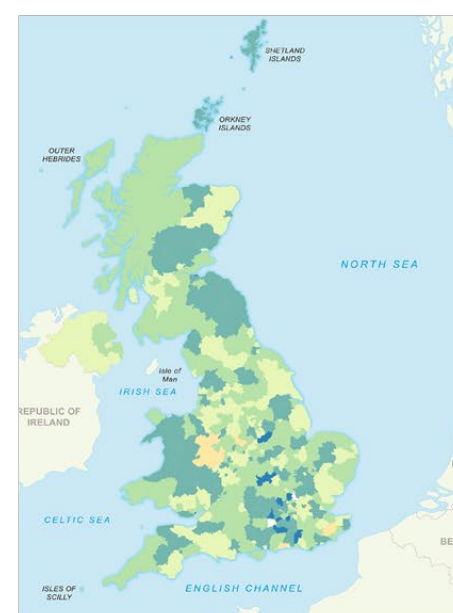 SHETLAND
ISLANDS
ORKNEY
ISLANDS
OUTER
HEBRIDES
NORTH SEA
Isle of
Man
IRISH SEA
REPUBLIC OF
IRELAND
CELTIC SEA
BE
ISLES OF
SCILLY
ENGLISH CHANNEL